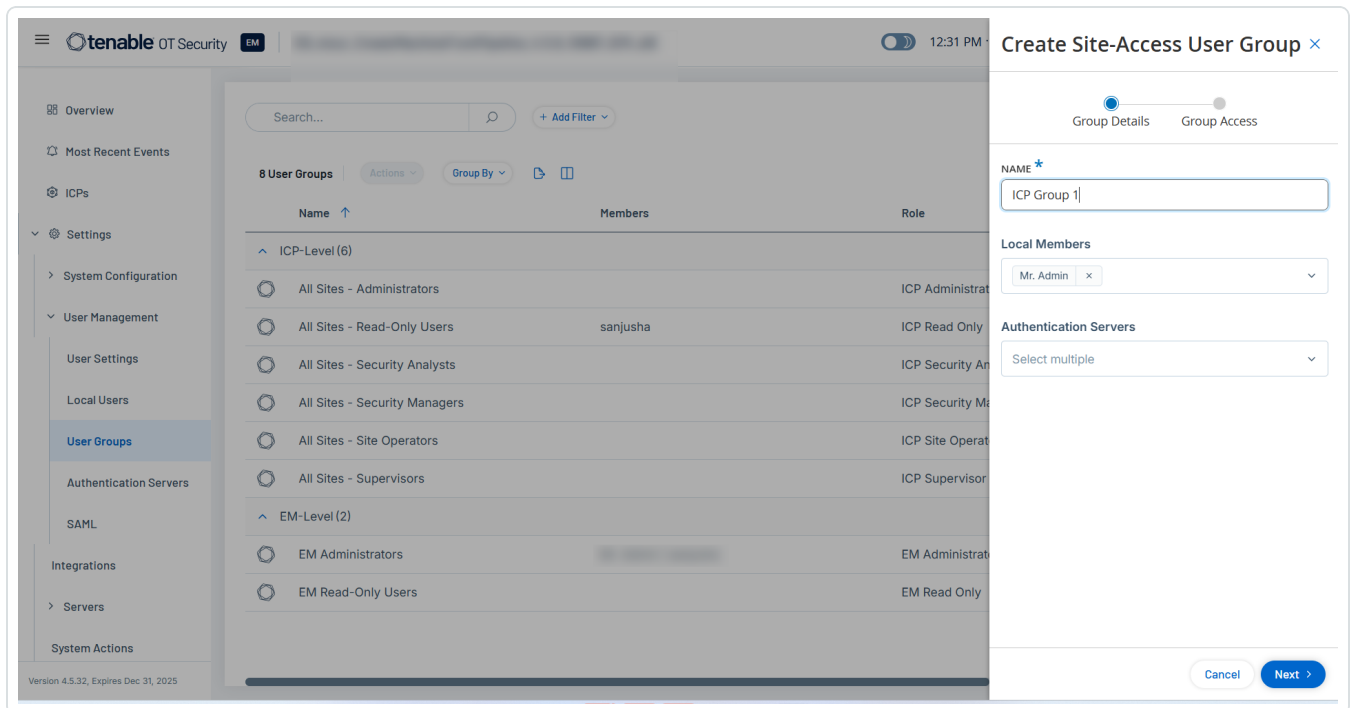 tenable OT Security EM
12:31 PM
Create Site-Access User Group
Group Details Group Access
NAME *
ICP Group 1
Local Members
Mr. Admin ×
Authentication Servers
Select multiple
Cancel Next
Overview
Most Recent Events
ICPs
Settings
System Configuration
User Management
User Settings
Local Users
User Groups
Authentication Servers
SAML
Integrations
Servers
System Actions
Version 4.5.32, Expires Dec 31, 2025
Search...
+ Add Filter
8 User Groups Actions Group By
Name Members Role
ICP-Level (6)
All Sites - Administrators ICP Administrat
All Sites - Read-Only Users sanjusha ICP Read Only
All Sites - Security Analysts ICP Security An
All Sites - Security Managers ICP Security Ma
All Sites - Site Operators ICP Site Operat
All Sites - Supervisors ICP Supervisor
EM-Level (2)
EM Administrators EM Administrat
EM Read-Only Users EM Read Only